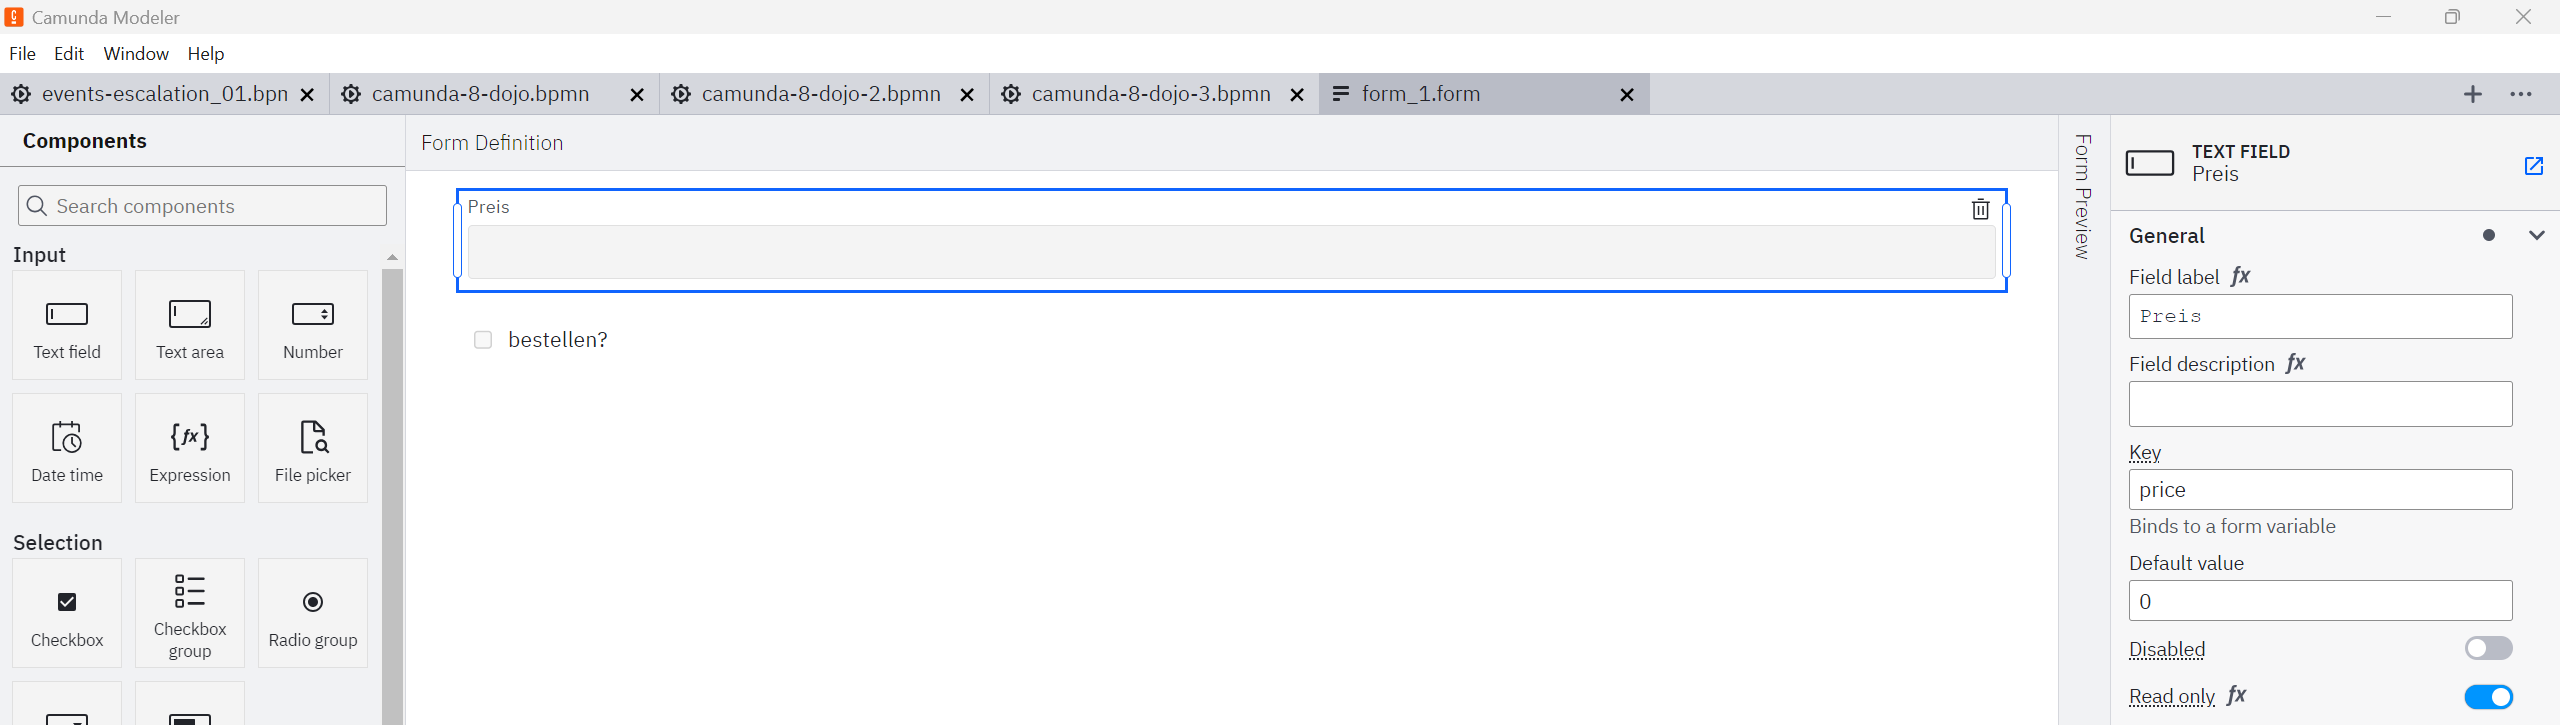 Camunda Modeler
File Edit Window Help
events-escalation_01.bpn
camunda-8-dojo.bpmn
camunda-8-dojo-2.bpmn
camunda-8-dojo-3.bpmn
form_1.form
Components
Search components
Input
Text field
Text area
Number
Date time
{fx}
Expression
File picker
Selection
Checkbox
Checkbox
group
Radio group
Form Definition
Preis
bestellen?
Form Preview
TEXT FIELD
Preis
General
Field label fx
Preis
Field description fx
Key
price
Binds to a form variable
Default value
0
Disabled
Read only fx